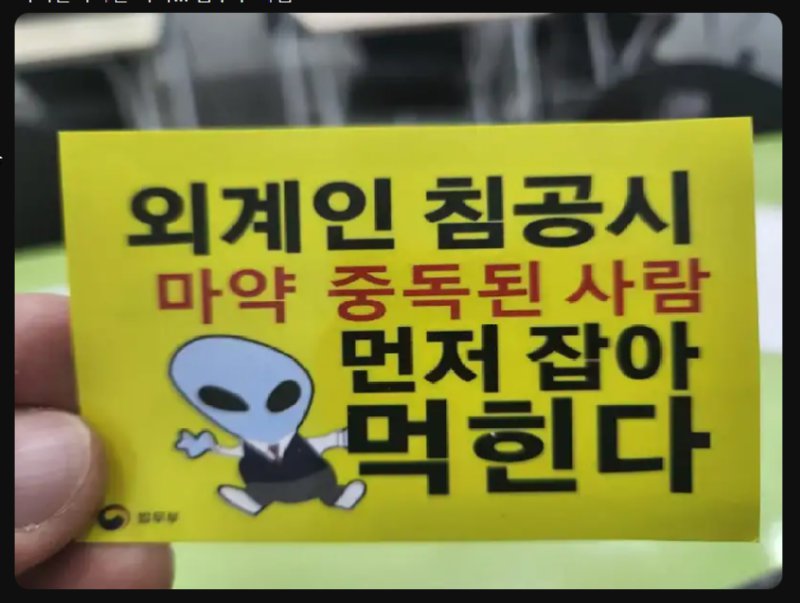 외계인 침공시
마약 중독된 사람
먼저 잡아
먹힌다
법무부